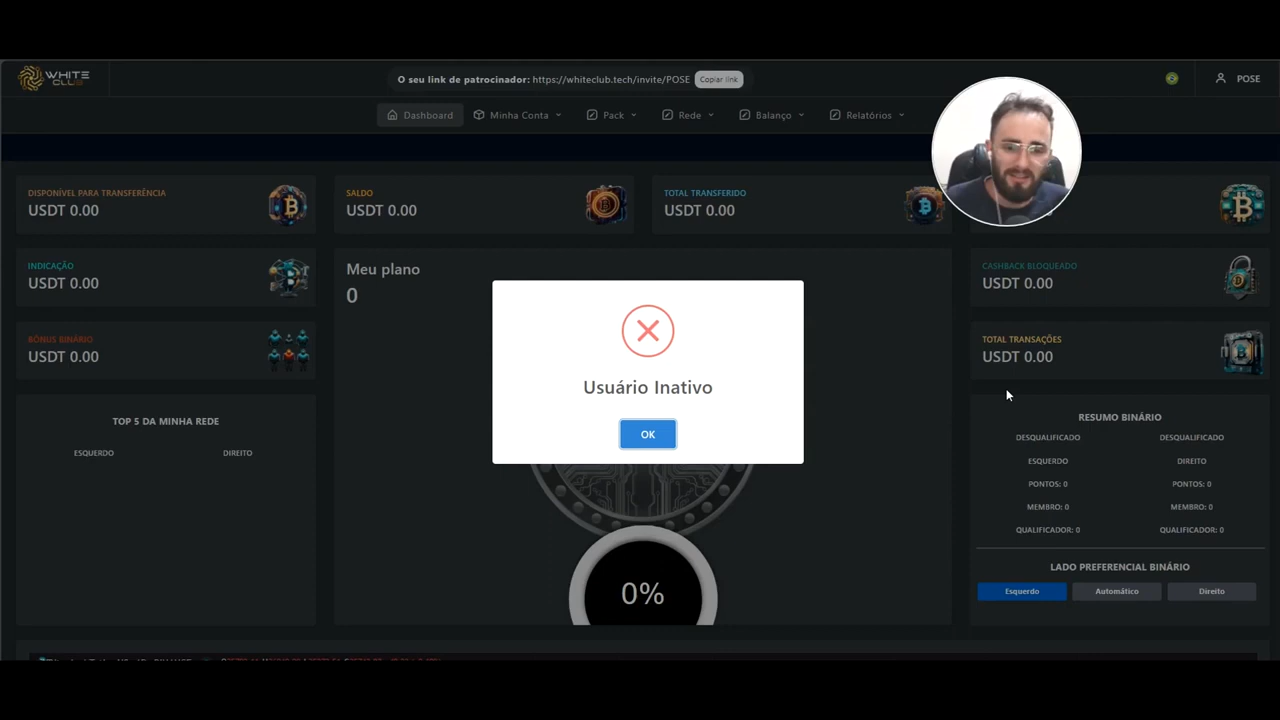 WHITE
CLUB
O seu link de patrocinador: https://whiteclub.tech/invite/POSE
Copiar link
POSE
Dashboard
Minha Conta
Pack
Rede
Balanço
Relatórios
DISPONÍVEL PARA TRANSFERÊNCIA
USDT 0.00
SALDO
USDT 0.00
TOTAL TRANSFERIDO
USDT 0.00
INDICAÇÃO
USDT 0.00
Meu plano
0
CASHBACK BLOQUEADO
USDT 0.00
BÔNUS BINÁRIO
USDT 0.00
TOTAL TRANSAÇÕES
USDT 0.00
Usuário Inativo
OK
TOP 5 DA MINHA REDE
ESQUERDO
DIREITO
0%
RESUMO BINÁRIO
DESQUALIFICADO
DESQUALIFICADO
ESQUERDO
DIREITO
PONTOS: 0
PONTOS: 0
MEMBRO: 0
MEMBRO: 0
QUALIFICADOR: 0
QUALIFICADOR: 0
LADO PREFERENCIAL BINÁRIO
Esquerdo
Automático
Direito